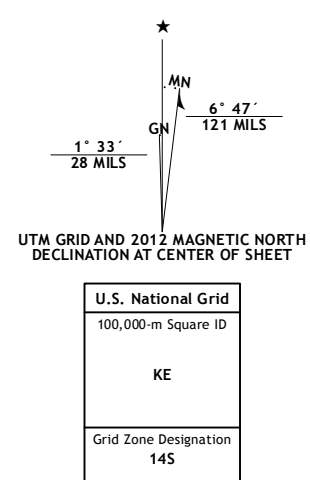 MN
GN
6° 47´
121 MILS
1° 33´
28 MILS
UTM GRID AND 2012 MAGNETIC NORTH
DECLINATION AT CENTER OF SHEET
U.S. National Grid
100,000-m Square ID
KE
Grid Zone Designation
14S